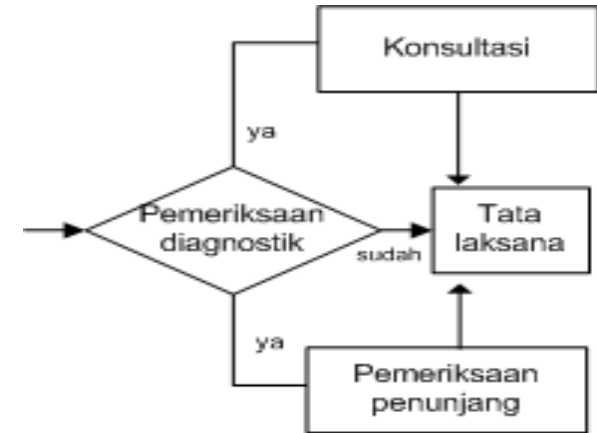 Konsultasi
ya
Pemeriksaan
diagnostik
sudah
Tata
laksana
ya
Pemeriksaan
penunjang